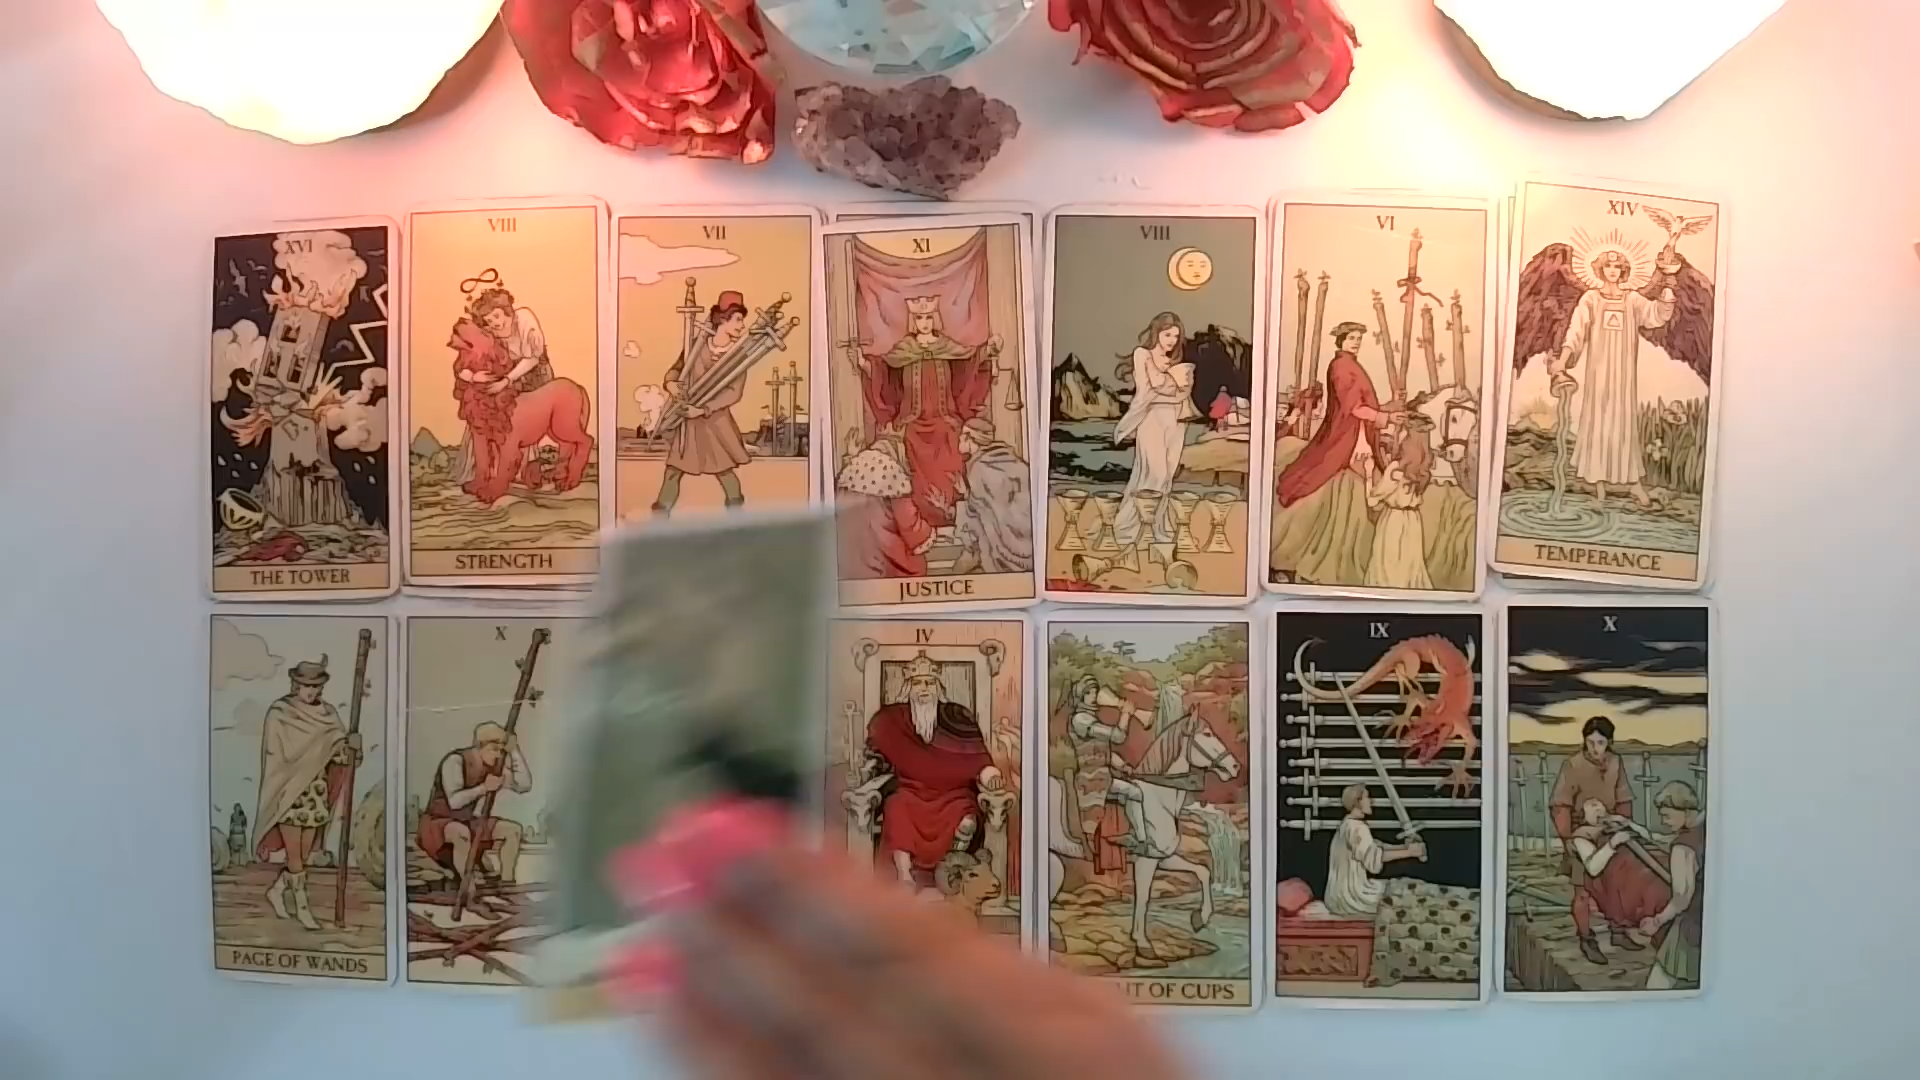 XVI
VIII
VII
XI
VIII
VI
XIV
THE TOWER
STRENGTH
JUSTICE
TEMPERANCE
X
IV
IX
X
PAGE OF WANDS
T OF CUPS